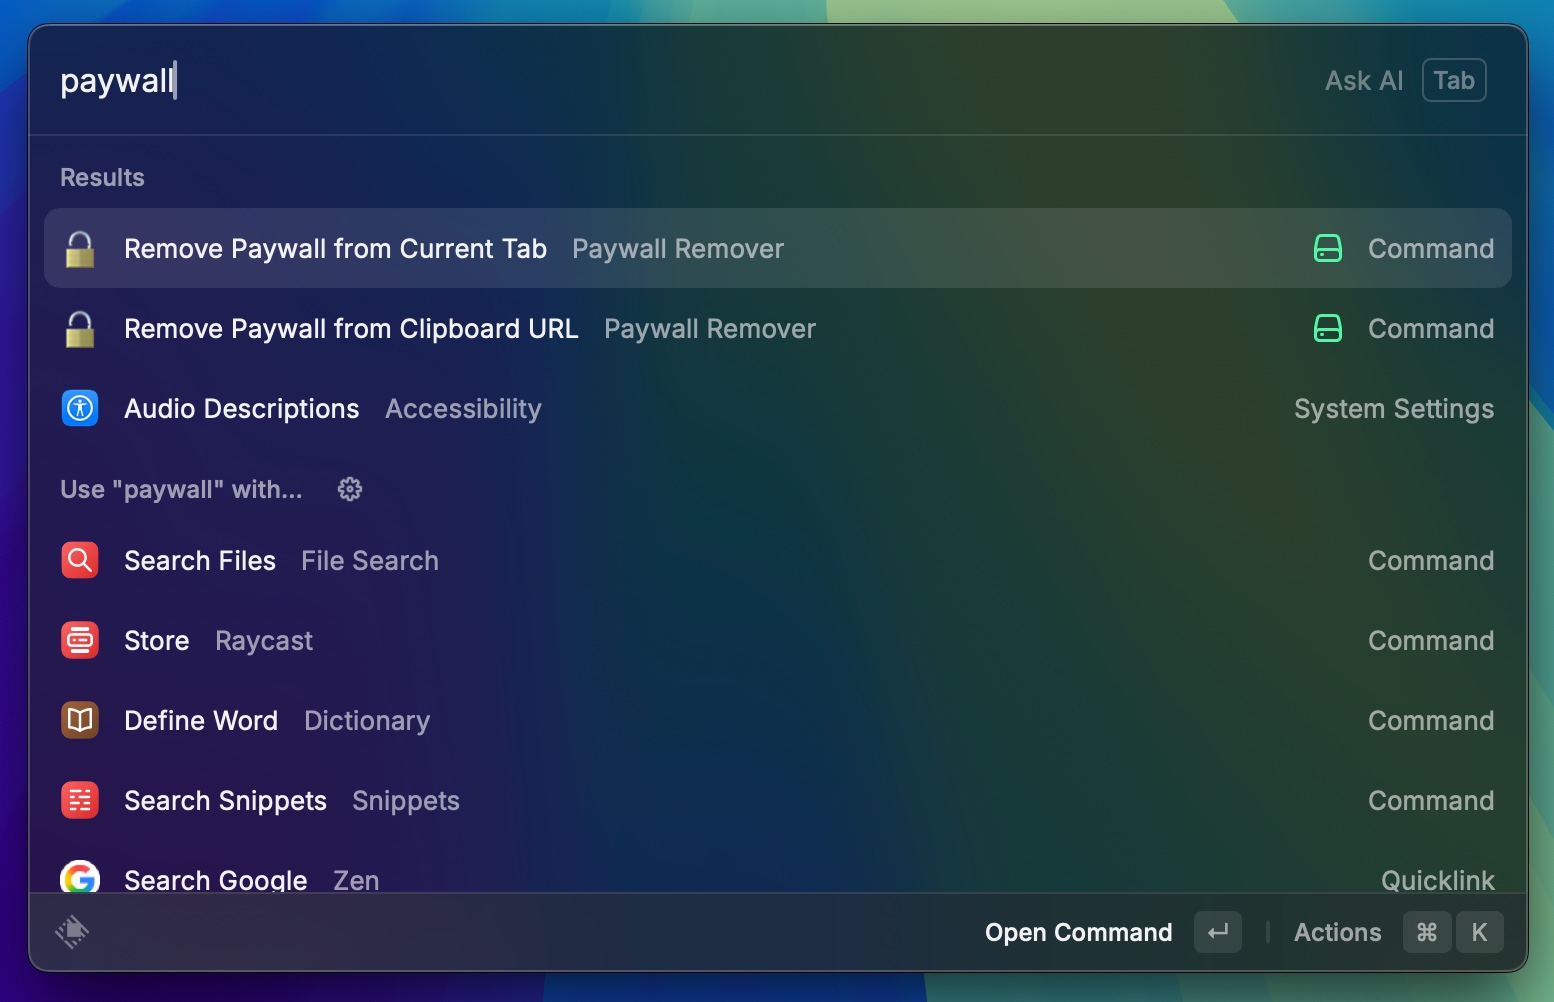 paywall
Ask AI Tab
Results
Remove Paywall from Current Tab Paywall Remover Command
Remove Paywall from Clipboard URL Paywall Remover Command
Audio Descriptions Accessibility System Settings
Use "paywall" with...
Search Files File Search Command
Store Raycast Command
Define Word Dictionary Command
Search Snippets Snippets Command
Search Google Zen Quicklink
Open Command ↵ Actions ⌘ K